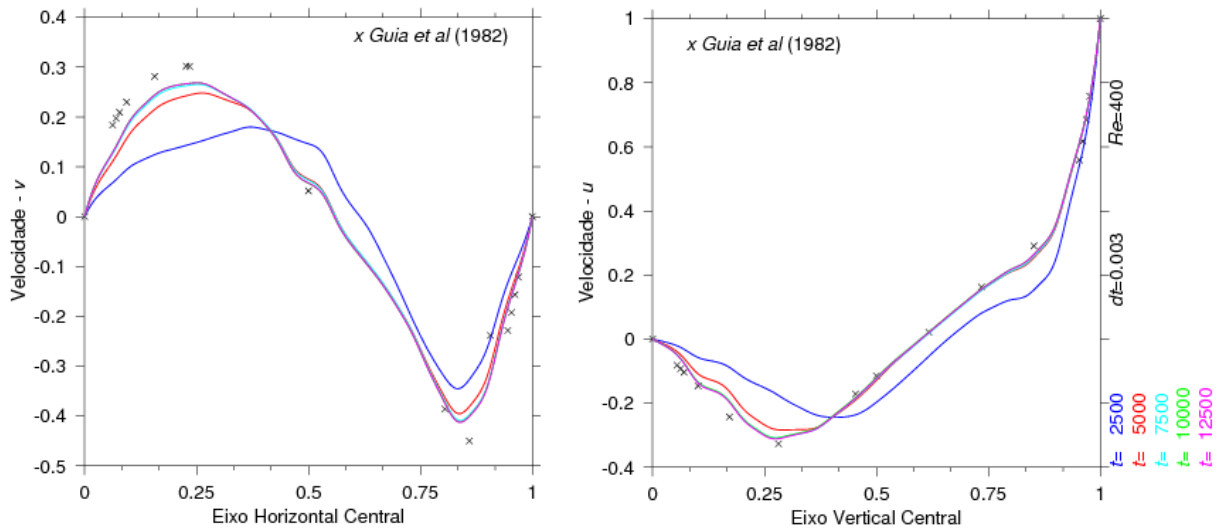 0.4
0.3
0.2
0.1
0
-0.1
-0.2
-0.3
-0.4
-0.5
Velocidade - v
x Guia et al (1982)
0 0.25 0.5 0.75 1
Eixo Horizontal Central
1
0.8
0.6
0.4
0.2
0
-0.2
-0.4
Velocidade - u
x Guia et al (1982)
0 0.25 0.5 0.75 1
Eixo Vertical Central
dt=0.003 Re=400
t= 2500
t= 5000
t= 7500
t= 10000
t= 12500